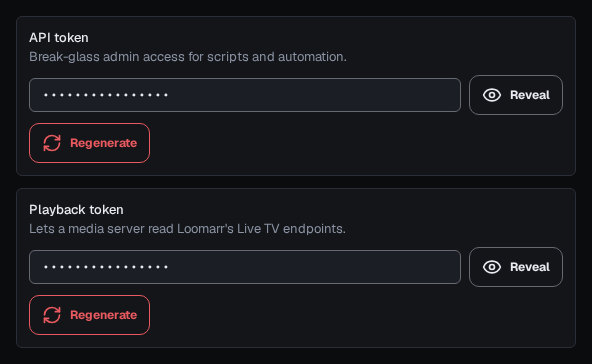 API token
Break-glass admin access for scripts and automation.
••••••••••••••••
Reveal
Regenerate
Playback token
Lets a media server read Loomarr's Live TV endpoints.
••••••••••••••••
Reveal
Regenerate